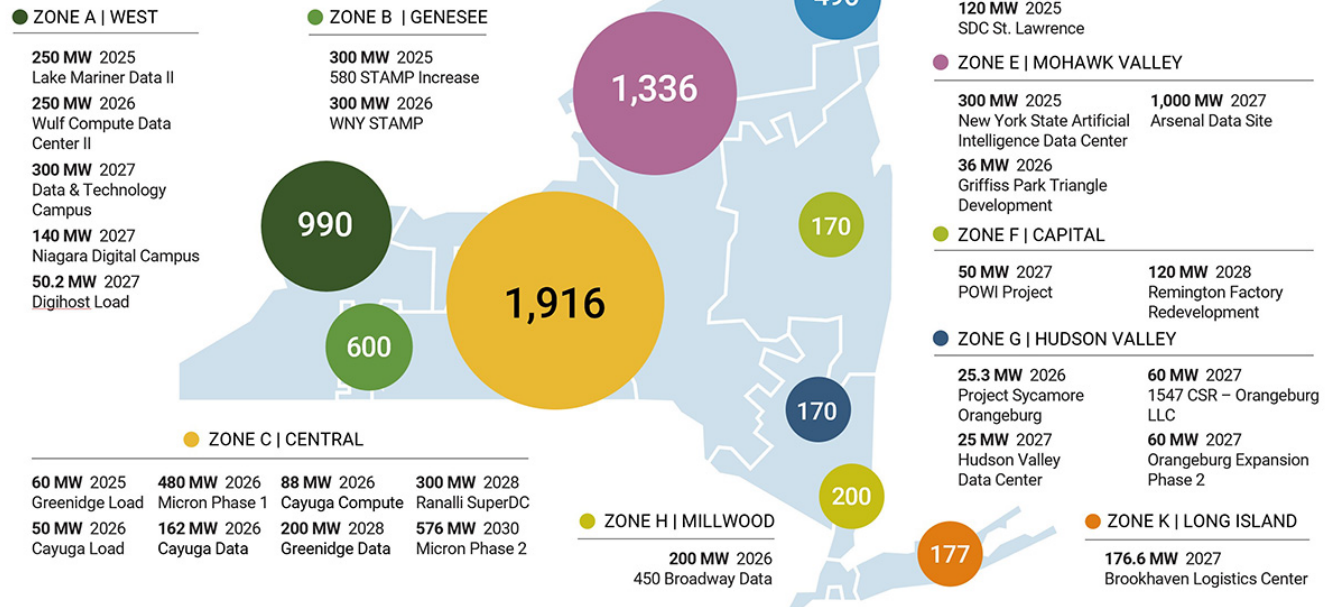 ZONE A | WEST
250 MW 2025
Lake Mariner Data II
250 MW 2026
Wulf Compute Data
Center II
300 MW 2027
Data & Technology
Campus
140 MW 2027
Niagara Digital Campus
50.2 MW 2027
Digihost Load
ZONE B | GENESEE
300 MW 2025
580 STAMP Increase
300 MW 2026
WNY STAMP
1,336
990
1,916
600
170
170
200
177
ZONE C | CENTRAL
60 MW 2025
Greenidge Load
50 MW 2026
Cayuga Load
480 MW 2026
Micron Phase 1
162 MW 2026
Cayuga Data
88 MW 2026
Cayuga Compute
200 MW 2028
Greenidge Data
300 MW 2028
Ranalli SuperDC
576 MW 2030
Micron Phase 2
120 MW 2025
SDC St. Lawrence
ZONE E | MOHAWK VALLEY
300 MW 2025
New York State Artificial
Intelligence Data Center
36 MW 2026
Griffiss Park Triangle
Development
1,000 MW 2027
Arsenal Data Site
ZONE F | CAPITAL
50 MW 2027
POWI Project
120 MW 2028
Remington Factory
Redevelopment
ZONE G | HUDSON VALLEY
25.3 MW 2026
Project Sycamore
Orangeburg
25 MW 2027
Hudson Valley
Data Center
60 MW 2027
1547 CSR – Orangeburg
LLC
60 MW 2027
Orangeburg Expansion
Phase 2
ZONE H | MILLWOOD
200 MW 2026
450 Broadway Data
ZONE K | LONG ISLAND
176.6 MW 2027
Brookhaven Logistics Center